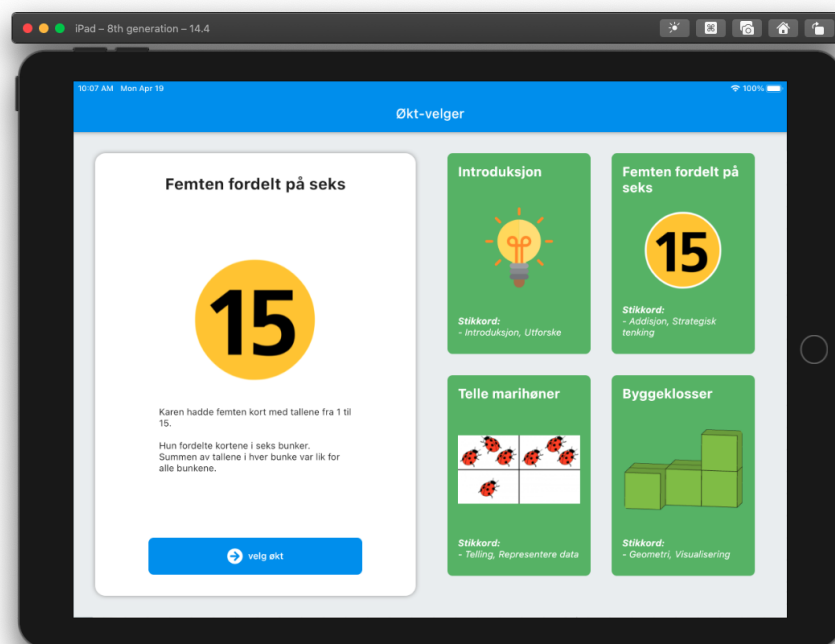 iPad – 8th generation – 14.4
10:07 AM Mon Apr 19
100%
Økt-velger
Femten fordelt på seks
15
Karen hadde femten kort med tallene fra 1 til
15.
Hun fordelte kortene i seks bunker.
Summen av tallene i hver bunke var lik for
alle bunkene.
velg økt
Introduksjon
Stikkord:
- Introduksjon, Utforske
Femten fordelt på
seks
15
Stikkord:
- Addisjon, Strategisk
tenking
Telle marihøner
Stikkord:
- Telling, Representere data
Byggeklosser
Stikkord:
- Geometri, Visualisering